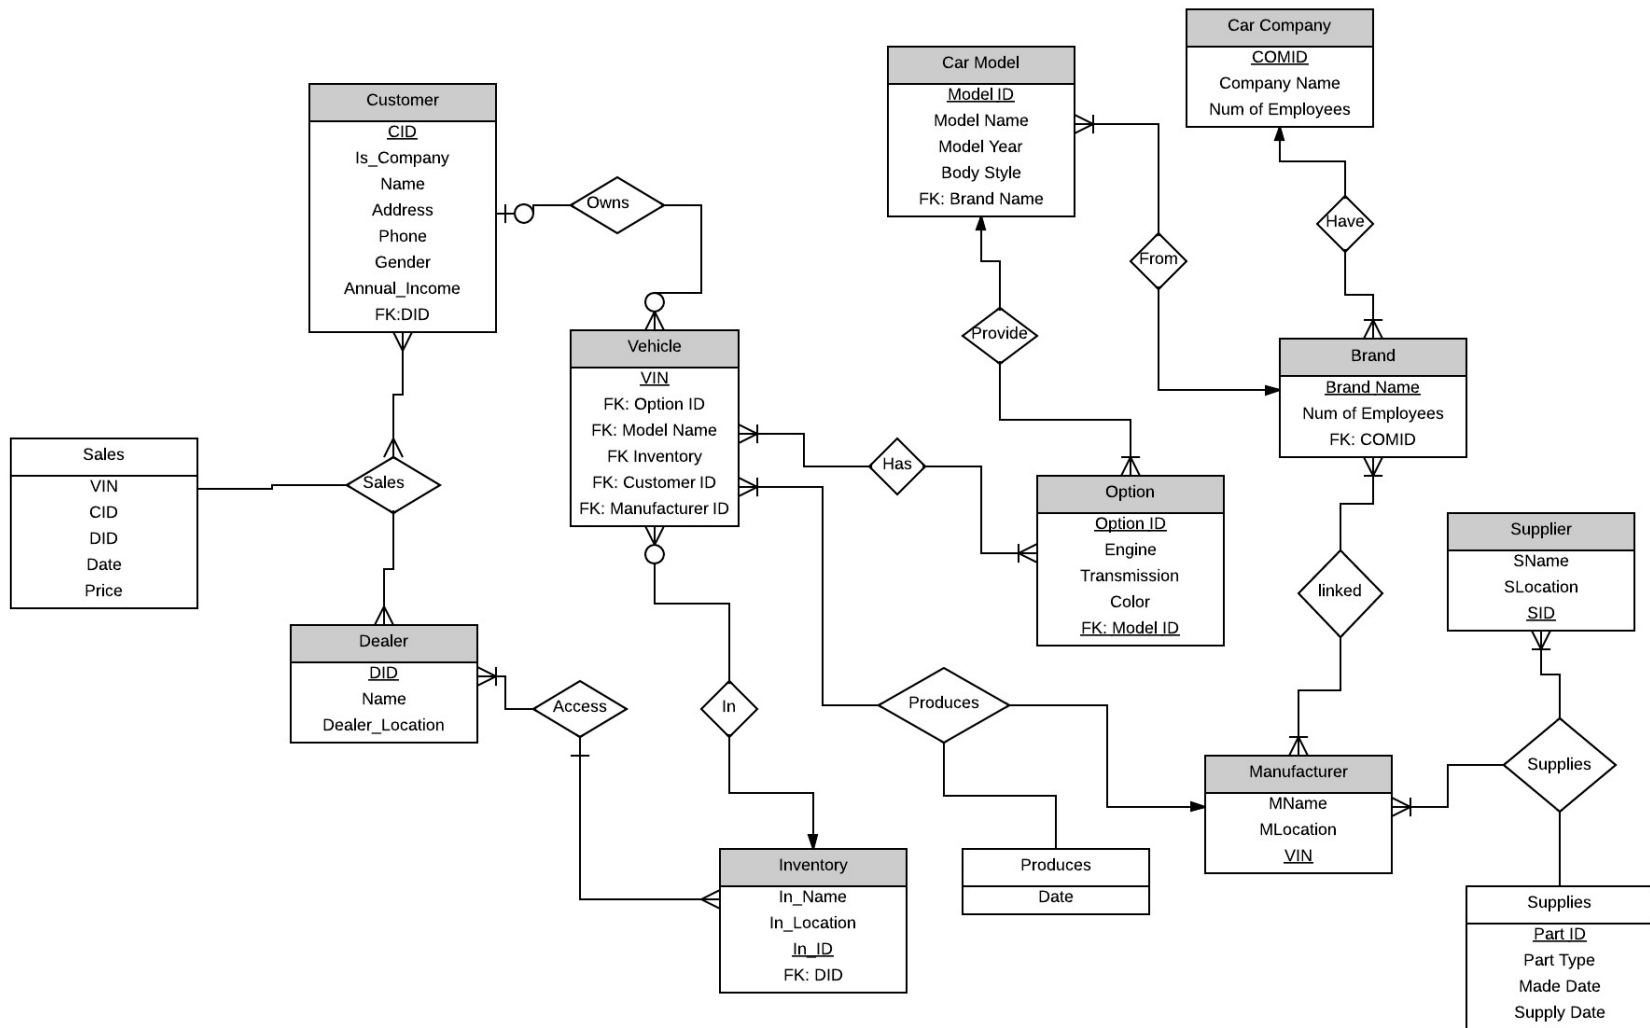 Car Company
COMID
Company Name
Num of Employees
Car Model
Model ID
Model Name
Model Year
Body Style
FK: Brand Name
Customer
CID
Is_Company
Name
Address
Phone
Gender
Annual_Income
FK:DID
Owns
Have
From
Provide
Vehicle
VIN
FK: Option ID
FK: Model Name
FK Inventory
FK: Customer ID
FK: Manufacturer ID
Brand
Brand Name
Num of Employees
FK: COMID
Sales
VIN
CID
DID
Date
Price
Sales
Has
Option
Option ID
Engine
Transmission
Color
FK: Model ID
Supplier
SName
SLocation
SID
linked
Dealer
DID
Name
Dealer_Location
Access
In
Produces
Manufacturer
MName
MLocation
VIN
Supplies
Inventory
In_Name
In_Location
In_ID
FK: DID
Produces
Date
Supplies
Part ID
Part Type
Made Date
Supply Date